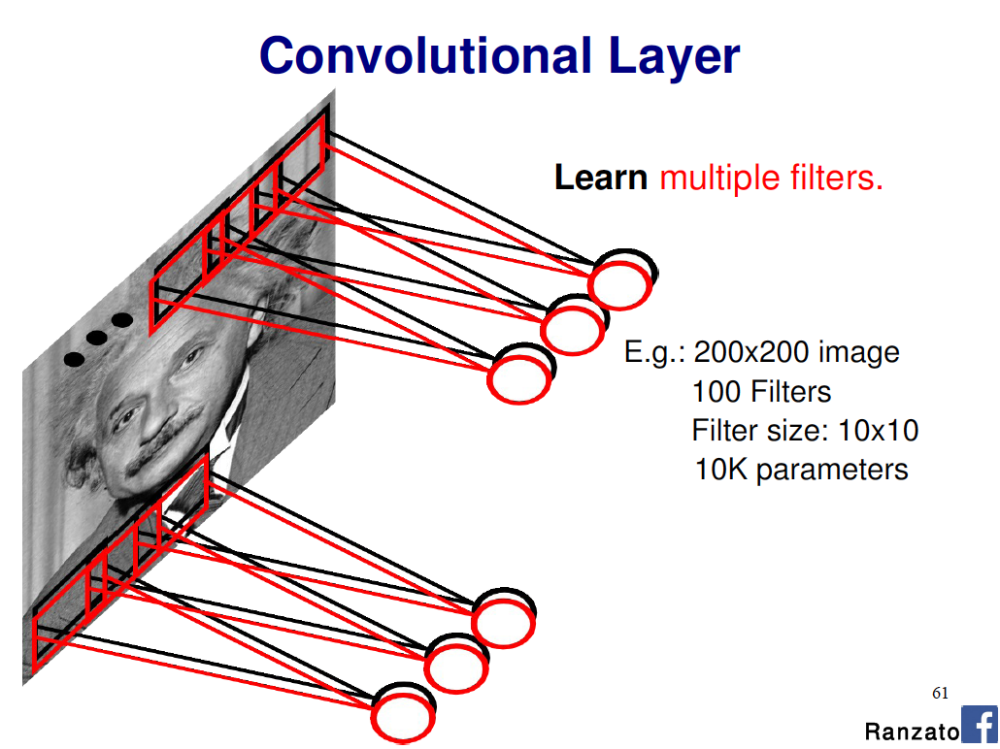 Convolutional Layer
Learn multiple filters.
E.g.: 200x200 image
100 Filters
Filter size: 10x10
10K parameters
61
Ranzato f